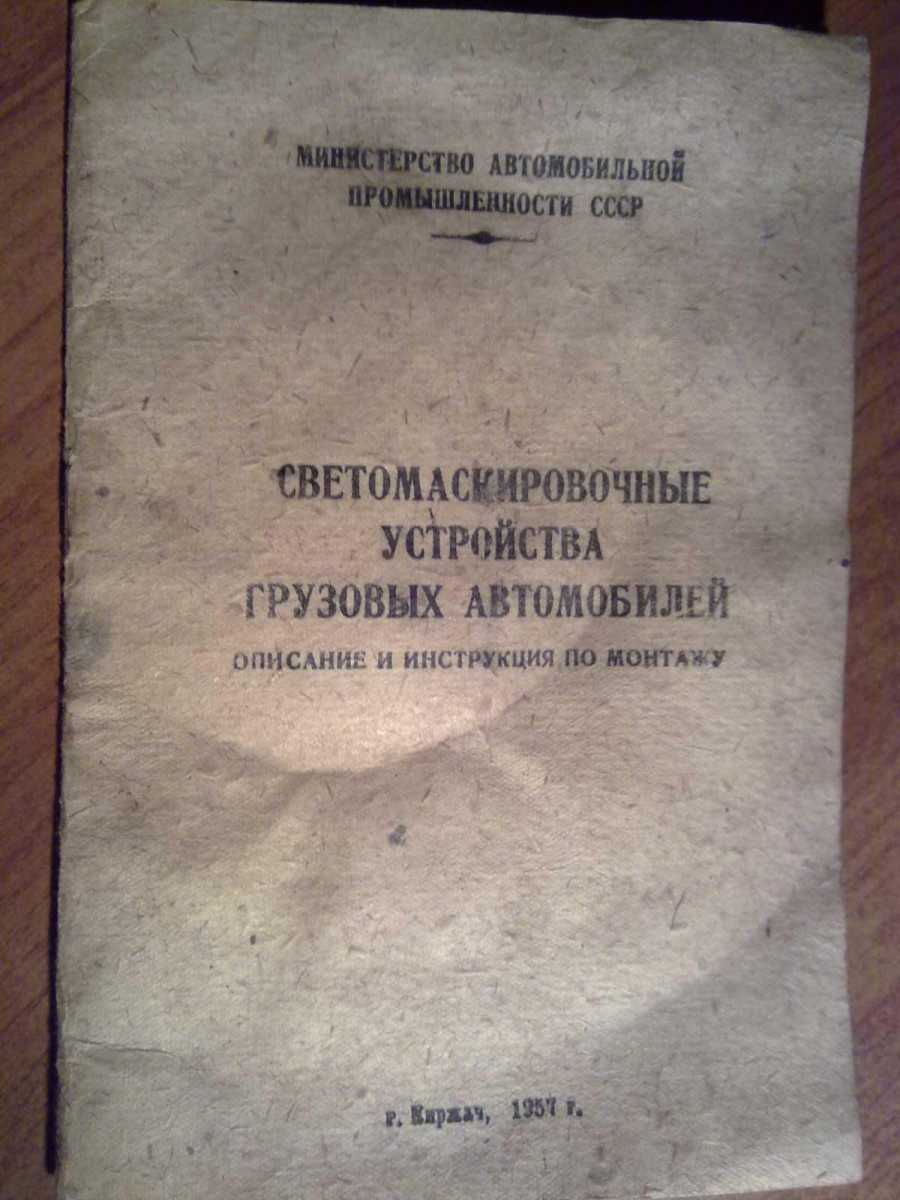 МИНИСТЕРСТВО АВТОМОБИЛЬНОЙ
ПРОМЫШЛЕННОСТИ СССР
СВЕТОМАСКИРОВОЧНЫЕ
УСТРОЙСТВА
ГРУЗОВЫХ АВТОМОБИЛЕЙ
ОПИСАНИЕ И ИНСТРУКЦИЯ ПО МОНТАЖУ
г. Киржач, 1957 г.